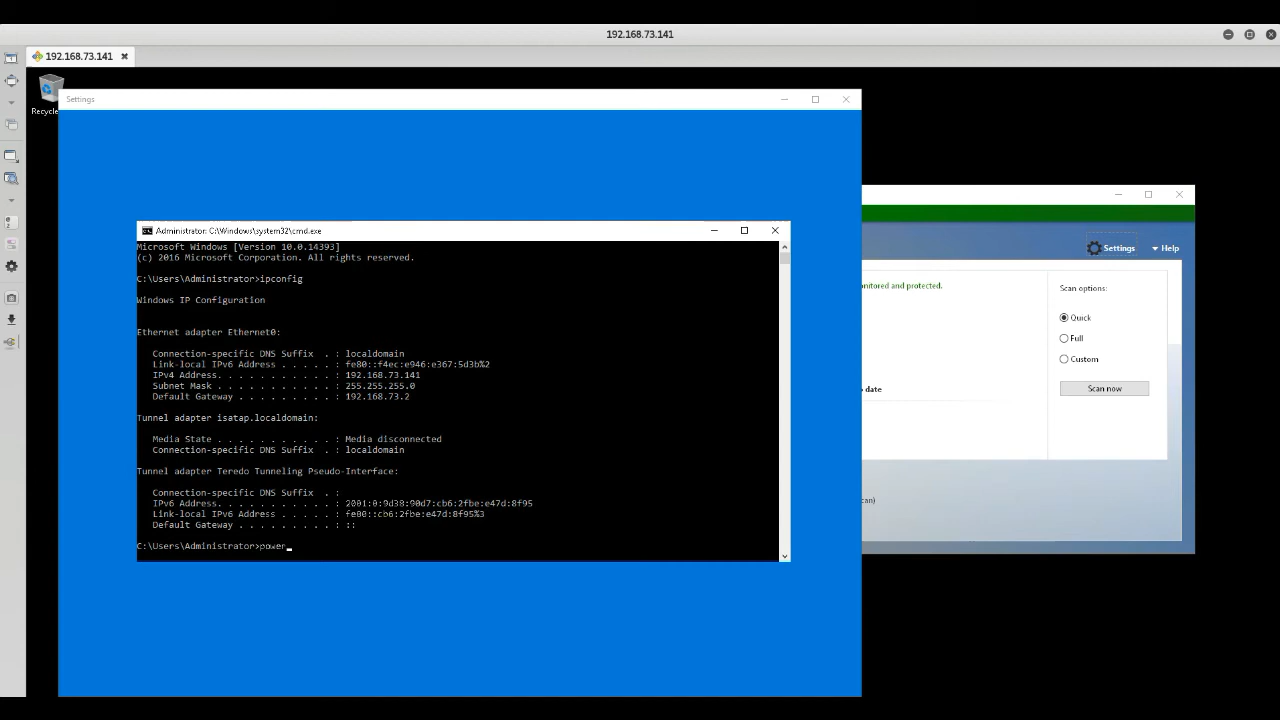 192.168.73.141
192.168.73.141
Recycle
Settings
Administrator: C:\Windows\system32\cmd.exe
Microsoft Windows [Version 10.0.14393]
(c) 2016 Microsoft Corporation. All rights reserved.
C:\Users\Administrator>ipconfig
Windows IP Configuration
Ethernet adapter Ethernet0:
Connection-specific DNS Suffix  . : localdomain
Link-local IPv6 Address . . . . . : fe80::f4ec:e946:e367:5d3b%2
IPv4 Address. . . . . . . . . . . : 192.168.73.141
Subnet Mask . . . . . . . . . . . : 255.255.255.0
Default Gateway . . . . . . . . . : 192.168.73.2
Tunnel adapter isatap.localdomain:
Media State . . . . . . . . . . . : Media disconnected
Connection-specific DNS Suffix  . : localdomain
Tunnel adapter Teredo Tunneling Pseudo-Interface:
Connection-specific DNS Suffix  . :
IPv6 Address. . . . . . . . . . . : 2001:0:9d38:90d7:cb6:2fbe:e47d:8f95
Link-local IPv6 Address . . . . . : fe80::cb6:2fbe:e47d:8f95%3
Default Gateway . . . . . . . . . : ::
C:\Users\Administrator>power_
Settings
Help
nitored and protected.
Scan options:
Quick
Full
Custom
o date
Scan now
can)